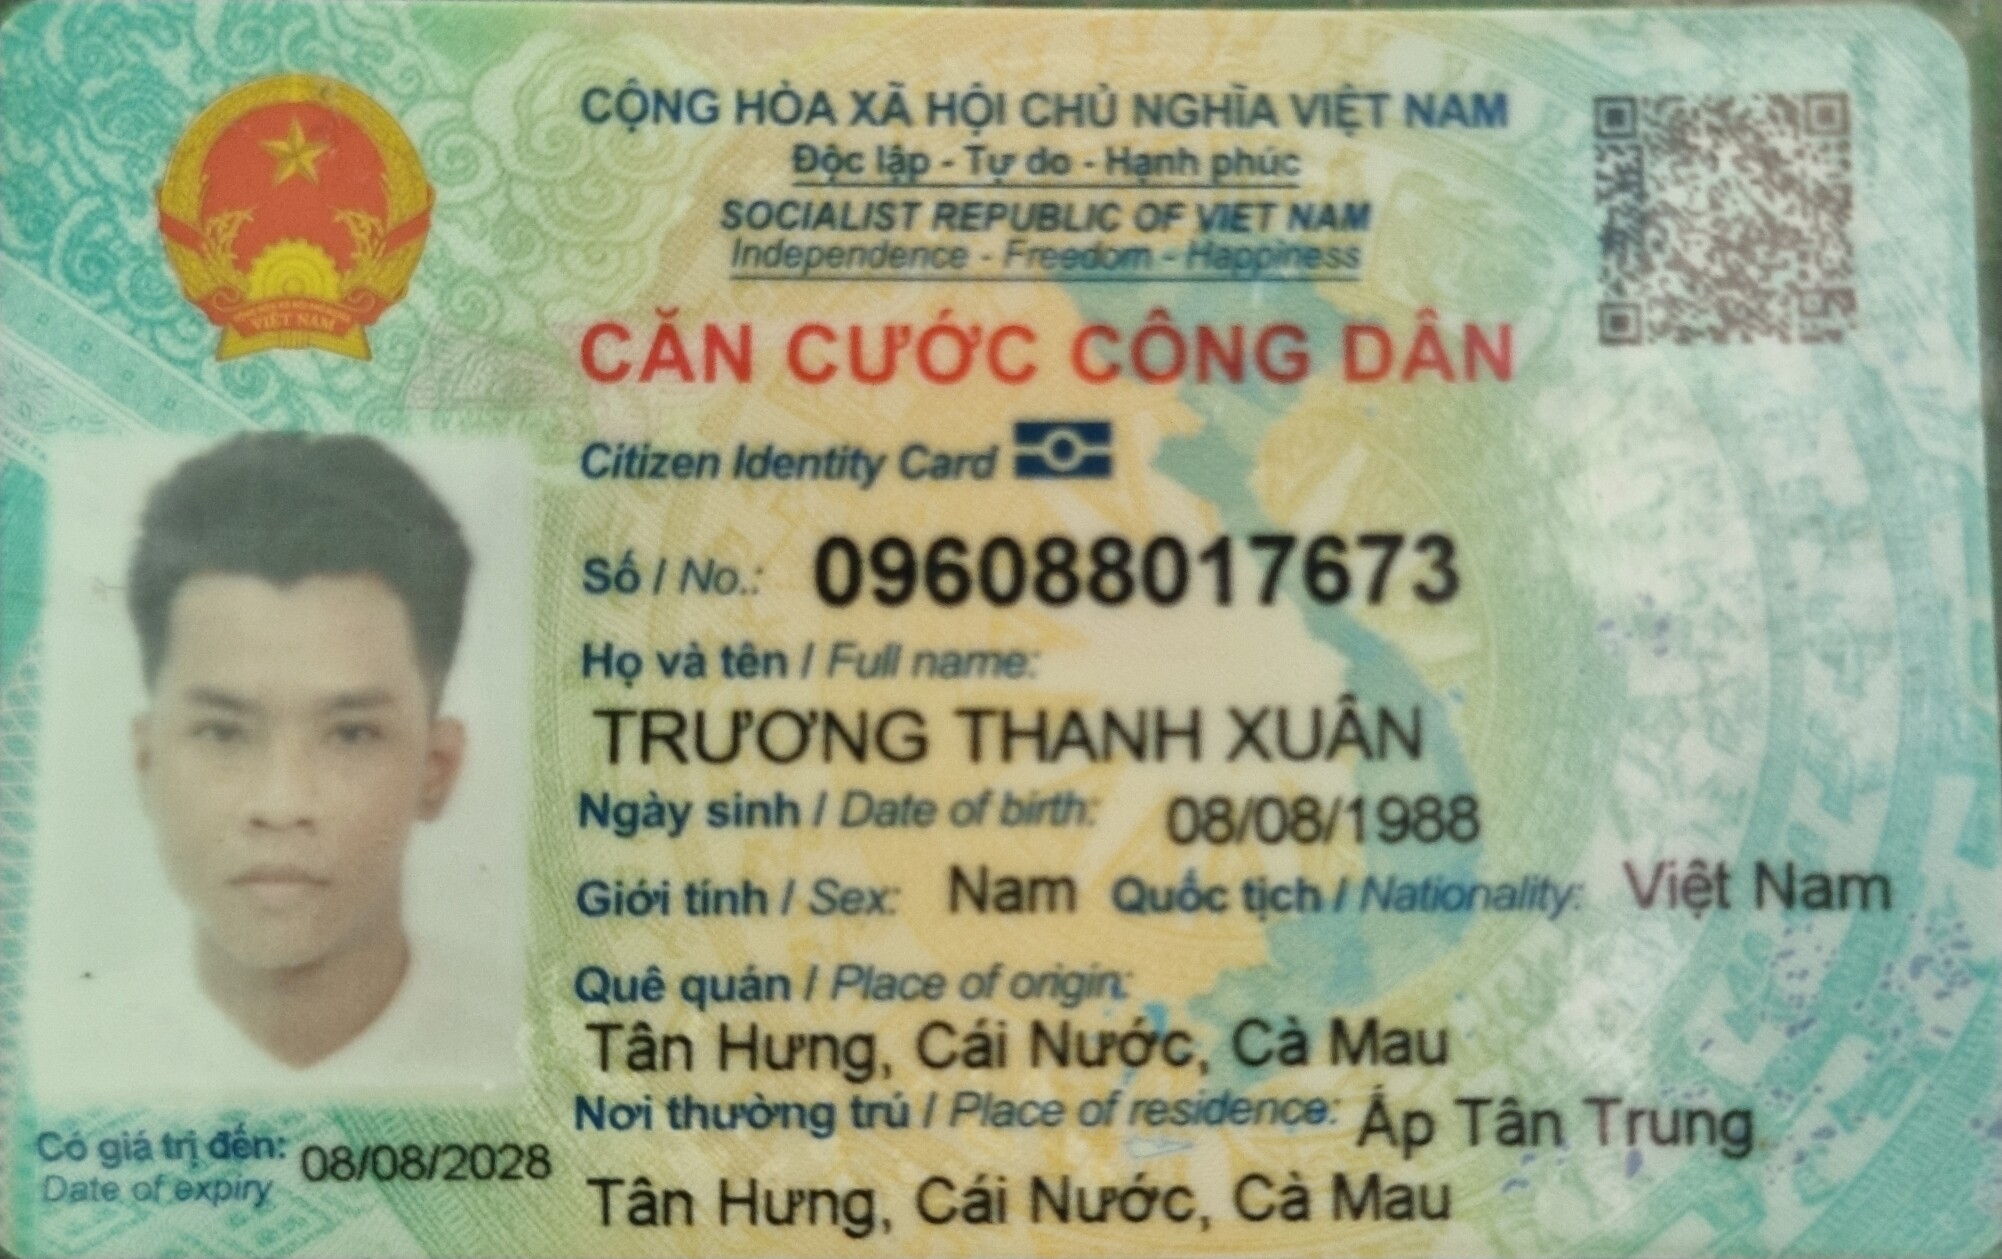 CỘNG HÒA XÃ HỘI CHỦ NGHĨA VIỆT NAM
Độc lập - Tự do - Hạnh phúc
SOCIALIST REPUBLIC OF VIET NAM
Independence - Freedom - Happiness
VIỆT NAM
CĂN CƯỚC CÔNG DÂN
Citizen Identity Card
Số / No.: 096088017673
Họ và tên / Full name:
TRƯƠNG THANH XUÂN
Ngày sinh / Date of birth: 08/08/1988
Giới tính / Sex: Nam Quốc tịch / Nationality: Việt Nam
Quê quán / Place of origin:
Tân Hưng, Cái Nước, Cà Mau
Nơi thường trú / Place of residence: Ấp Tân Trung
Tân Hưng, Cái Nước, Cà Mau
Có giá trị đến: 08/08/2028
Date of expiry